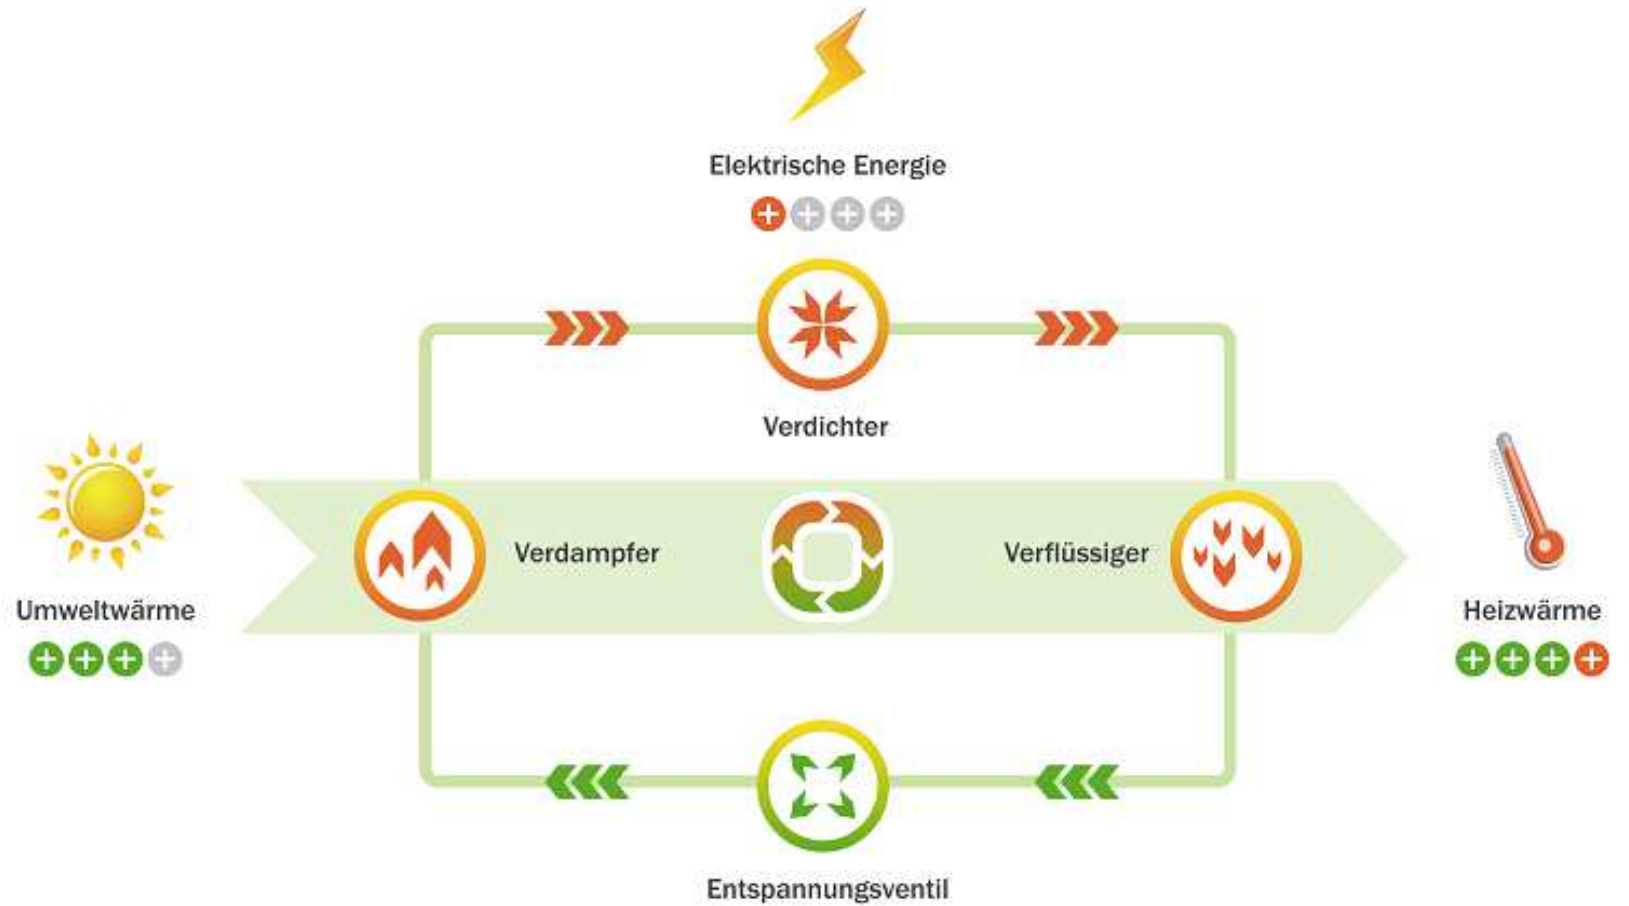 Elektrische Energie
Verdichter
Umweltwärme
Verdampfer
Verflüssiger
Heizwärme
Entspannungsventil